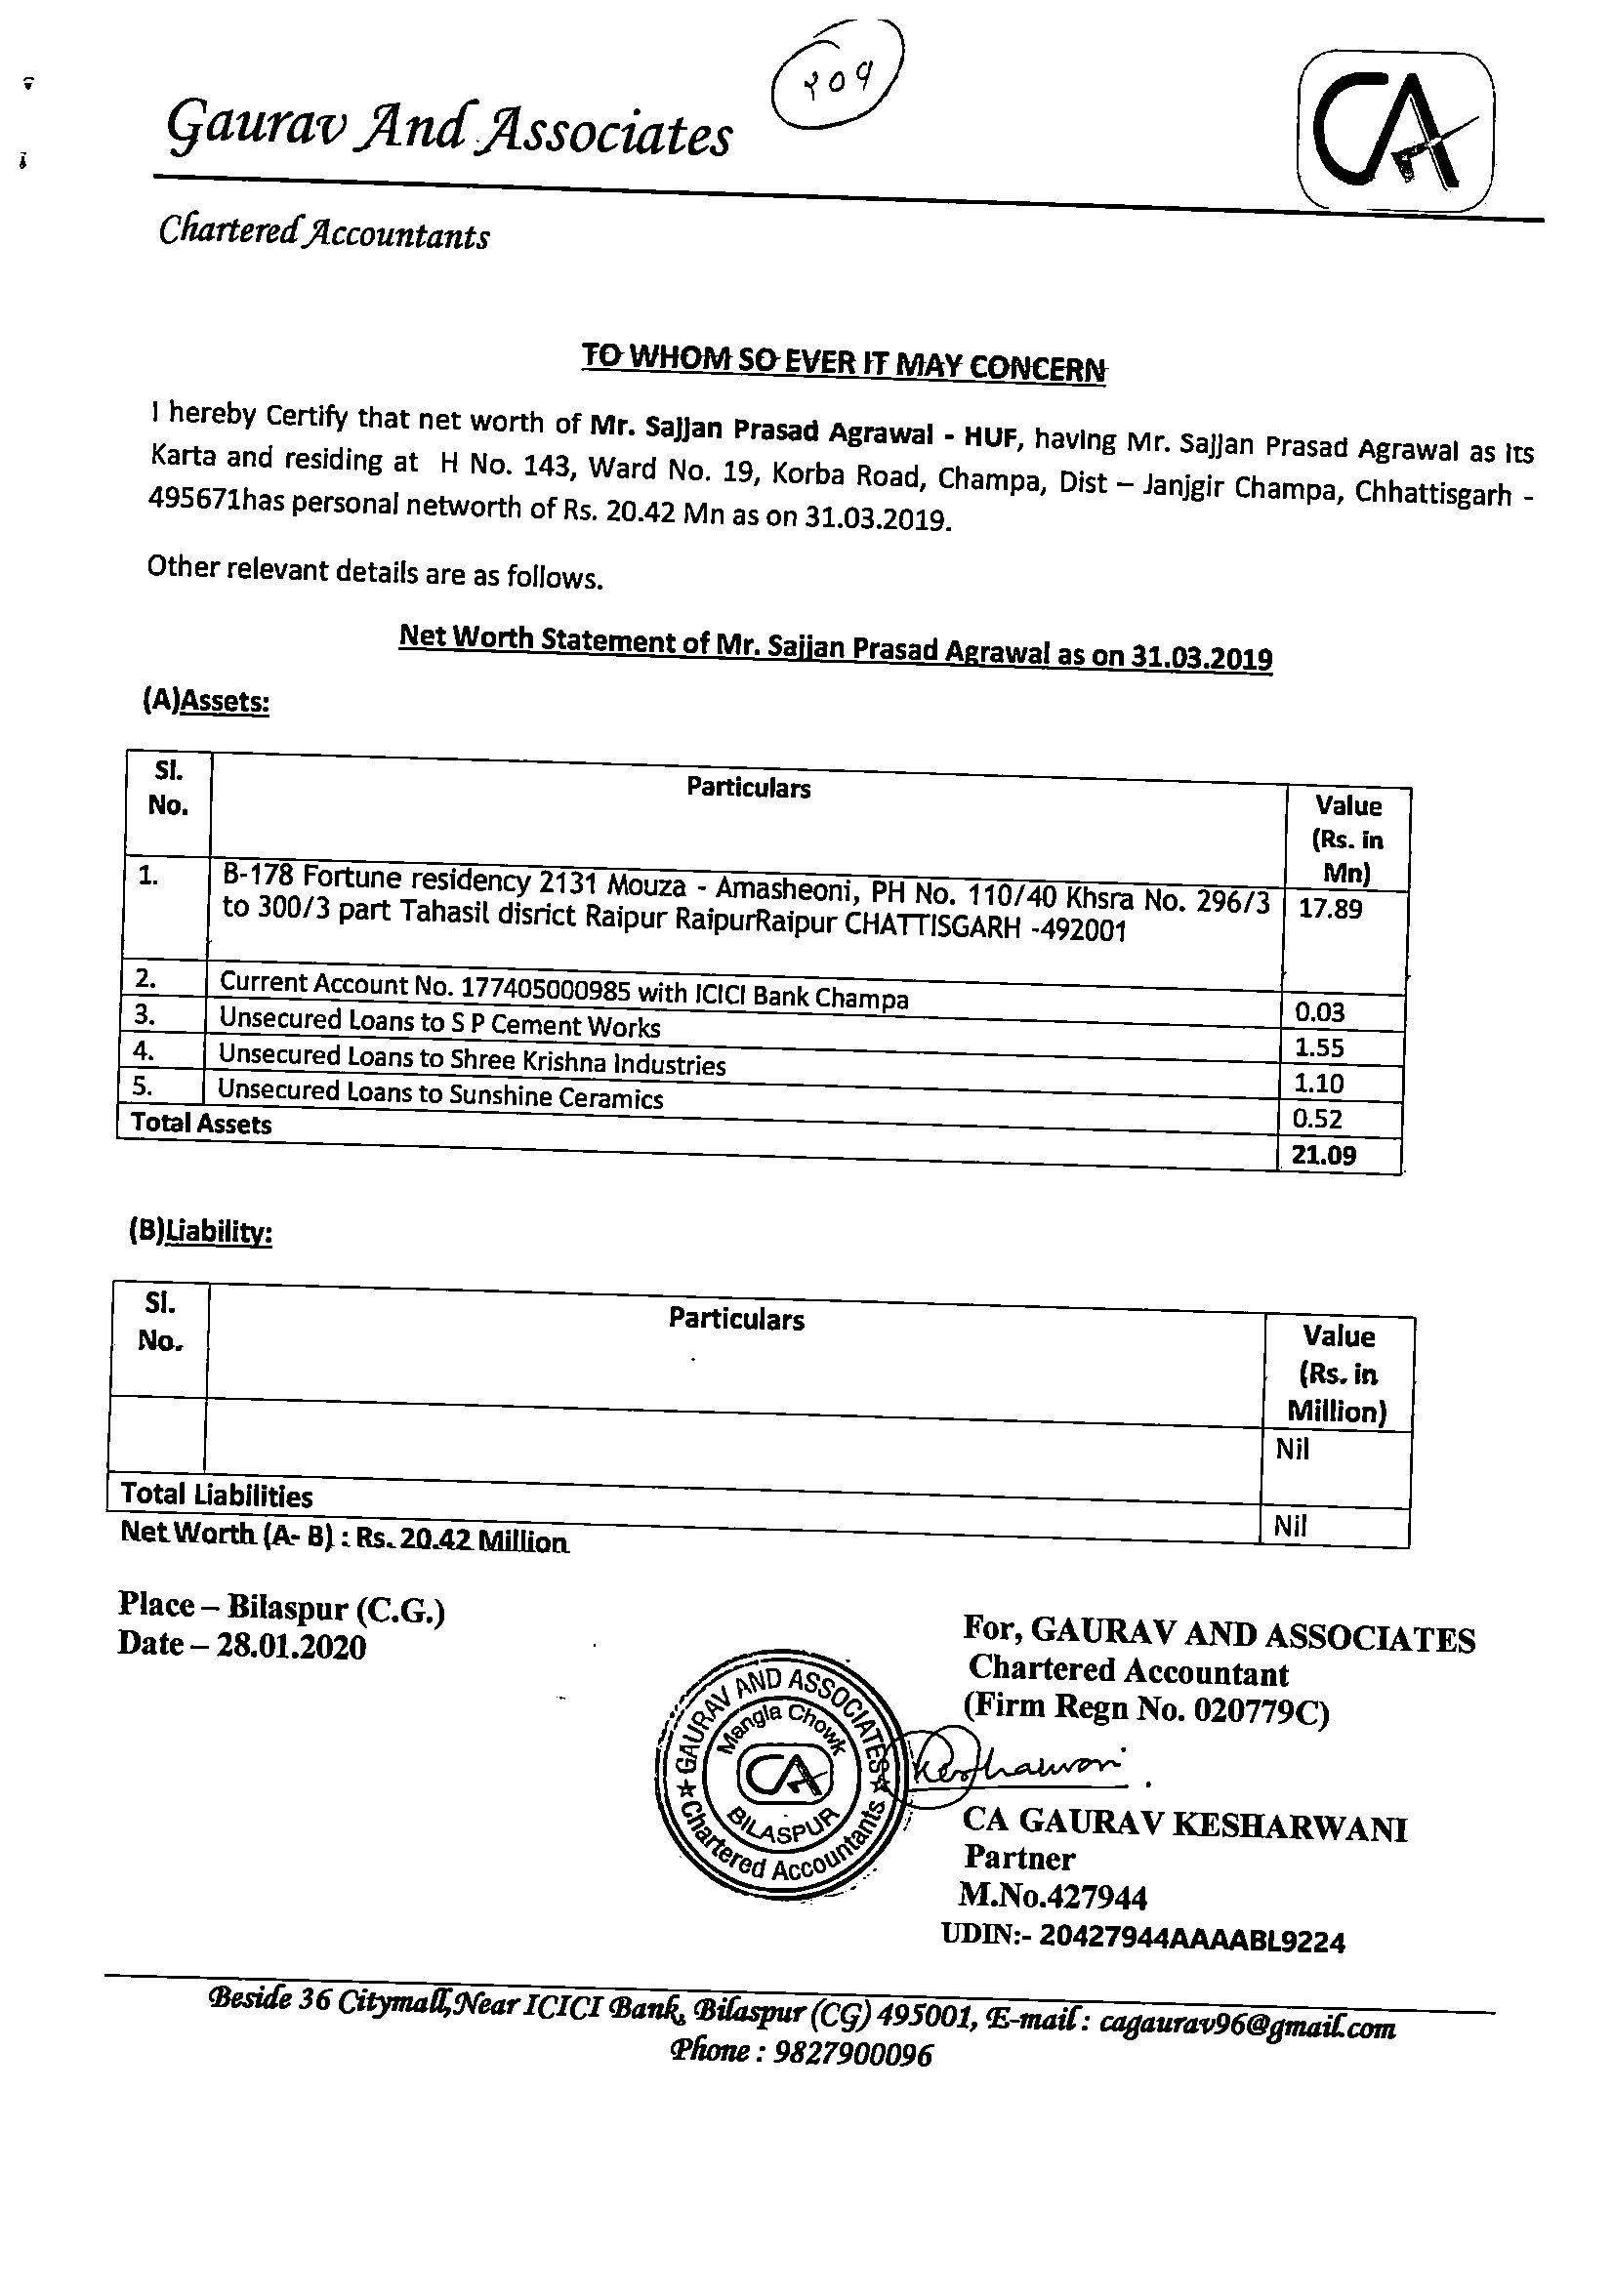 २०९
Gaurav And Associates
CA
Chartered Accountants
TO WHOM SO EVER IT MAY CONCERN
I hereby Certify that net worth of Mr. Sajjan Prasad Agrawal - HUF, having Mr. Sajjan Prasad Agrawal as its
Karta and residing at H No. 143, Ward No. 19, Korba Road, Champa, Dist – Janjgir Champa, Chhattisgarh -
495671has personal networth of Rs. 20.42 Mn as on 31.03.2019.
Other relevant details are as follows.
Net Worth Statement of Mr. Sajjan Prasad Agrawal as on 31.03.2019
(A)Assets:
Sl. No. Particulars Value (Rs. in Mn)
1. B-178 Fortune residency 2131 Mouza - Amasheoni, PH No. 110/40 Khsra No. 296/3 17.89
to 300/3 part Tahasil disrict Raipur RaipurRaipur CHATTISGARH -492001
2. Current Account No. 177405000985 with ICICI Bank Champa 0.03
3. Unsecured Loans to S P Cement Works 1.55
4. Unsecured Loans to Shree Krishna Industries 1.10
5. Unsecured Loans to Sunshine Ceramics 0.52
Total Assets 21.09
(B)Liability:
Sl. No. Particulars Value (Rs. in Million)
Nil
Total Liabilities Nil
Net Worth (A- B) : Rs. 20.42 Million
Place – Bilaspur (C.G.)
Date – 28.01.2020
For, GAURAV AND ASSOCIATES
Chartered Accountant
(Firm Regn No. 020779C)
GAURAV AND ASSOCIATES
Mangla Chowk
CA
BILASPUR
Chartered Accountants
Kesharwani
CA GAURAV KESHARWANI
Partner
M.No.427944
UDIN:- 20427944AAAABL9224
Beside 36 Citymall,Near ICICI Bank, Bilaspur (CG) 495001, E-mail : cagaurav96@gmail.com
Phone : 9827900096